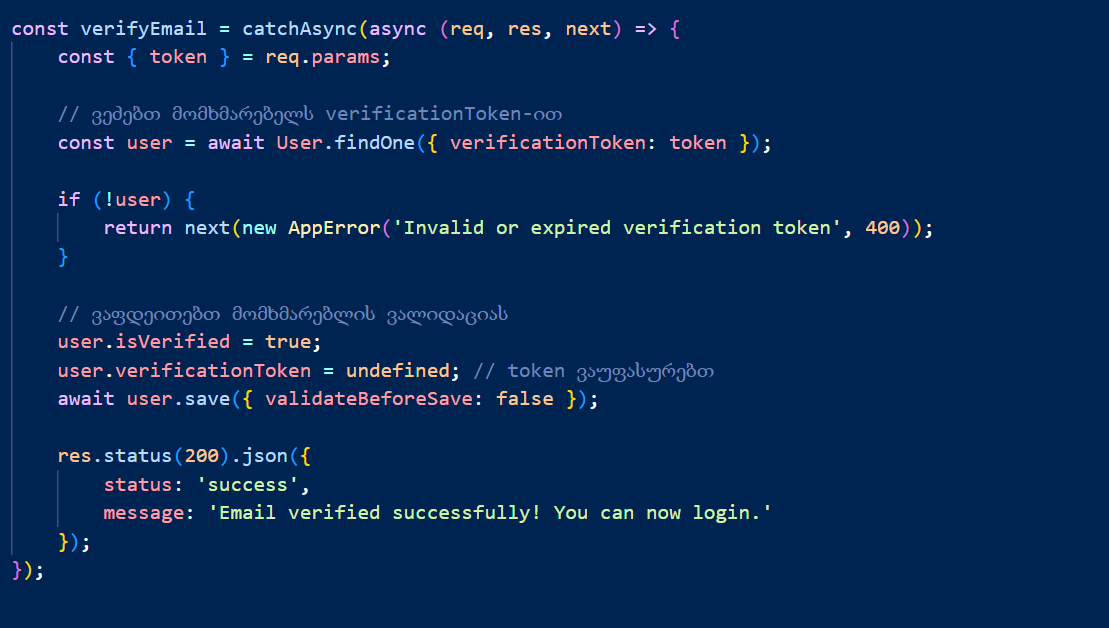 const verifyEmail = catchAsync(async (req, res, next) => {
const { token } = req.params;
// ვეძებთ მომხმარებელს verificationToken-ით
const user = await User.findOne({ verificationToken: token });
if (!user) {
return next(new AppError('Invalid or expired verification token', 400));
}
// ვაფდეითებთ მომხმარებლის ვალიდაციას
user.isVerified = true;
user.verificationToken = undefined; // token ვაუფასურებთ
await user.save({ validateBeforeSave: false });
res.status(200).json({
status: 'success',
message: 'Email verified successfully! You can now login.'
});
});